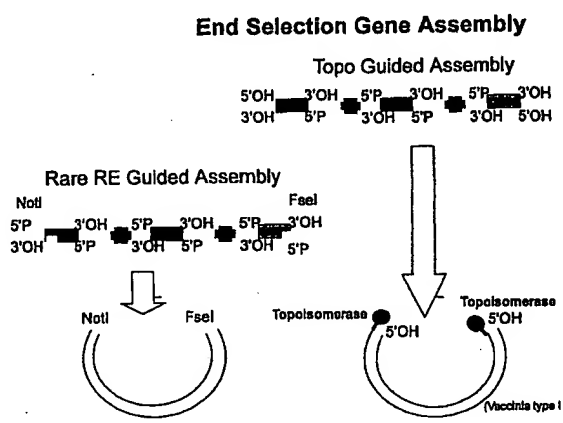 End Selection Gene Assembly
Topo Guided Assembly
5'OH 3'OH 5'P 3'OH 5'P 3'OH
3'OH 5'P 3'OH 5'P 3'OH 5'OH
Rare RE Guided Assembly
NotI FseI
5'P 3'OH 5'P 3'OH 5'P 3'OH
3'OH 5'P 3'OH 5'P 3'OH 5'P
NotI FseI
Topoisomerase Topoisomerase
5'OH 5'OH
(Vaccinia type I